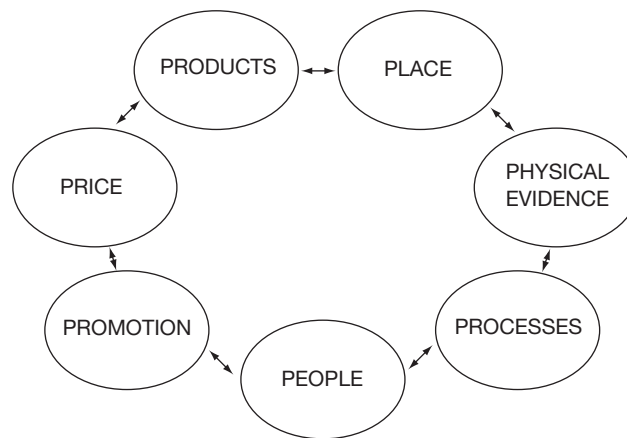 PRODUCTS
PLACE
PRICE
PHYSICAL
EVIDENCE
PROMOTION
PROCESSES
PEOPLE